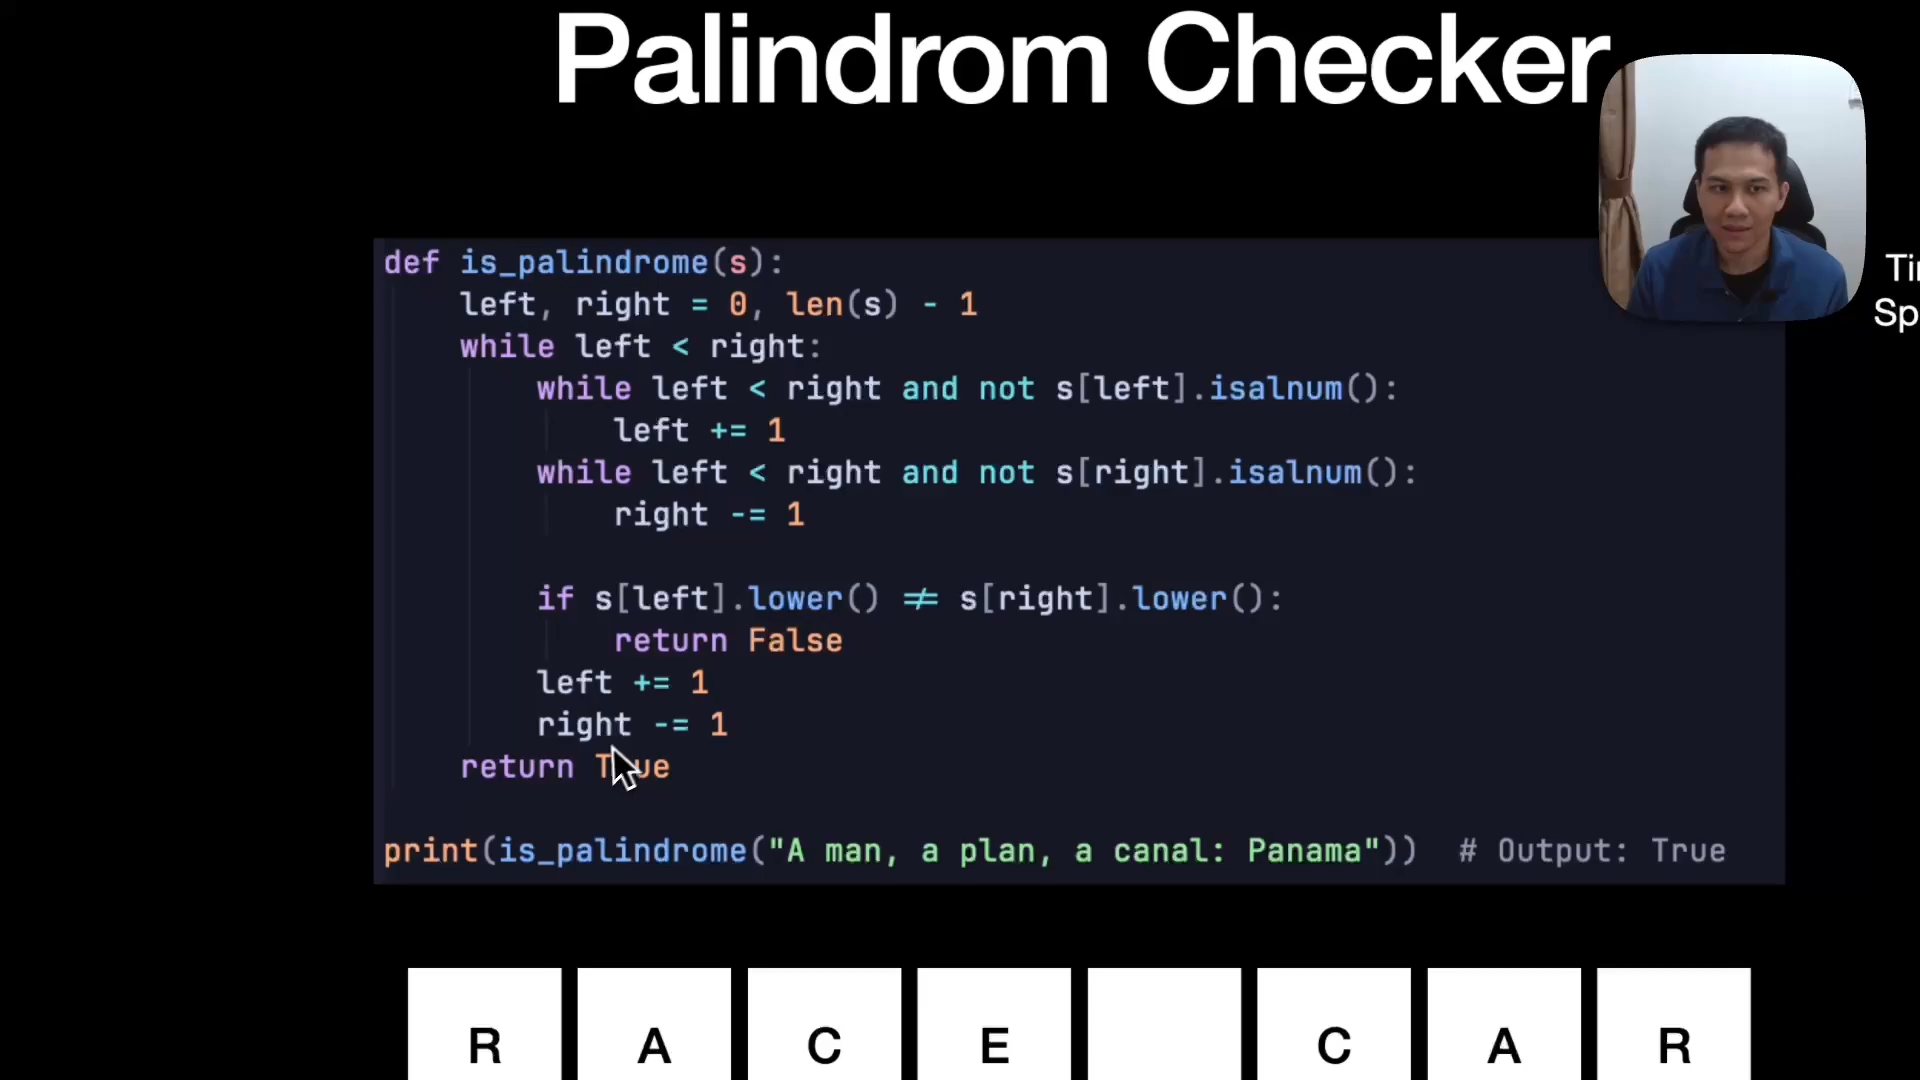 Palindrom Checker
def is_palindrome(s):
left, right = 0, len(s) - 1
while left < right:
while left < right and not s[left].isalnum():
left += 1
while left < right and not s[right].isalnum():
right -= 1
if s[left].lower() ≠ s[right].lower():
return False
left += 1
right -= 1
return True
print(is_palindrome("A man, a plan, a canal: Panama")) # Output: True
R A C E C A R